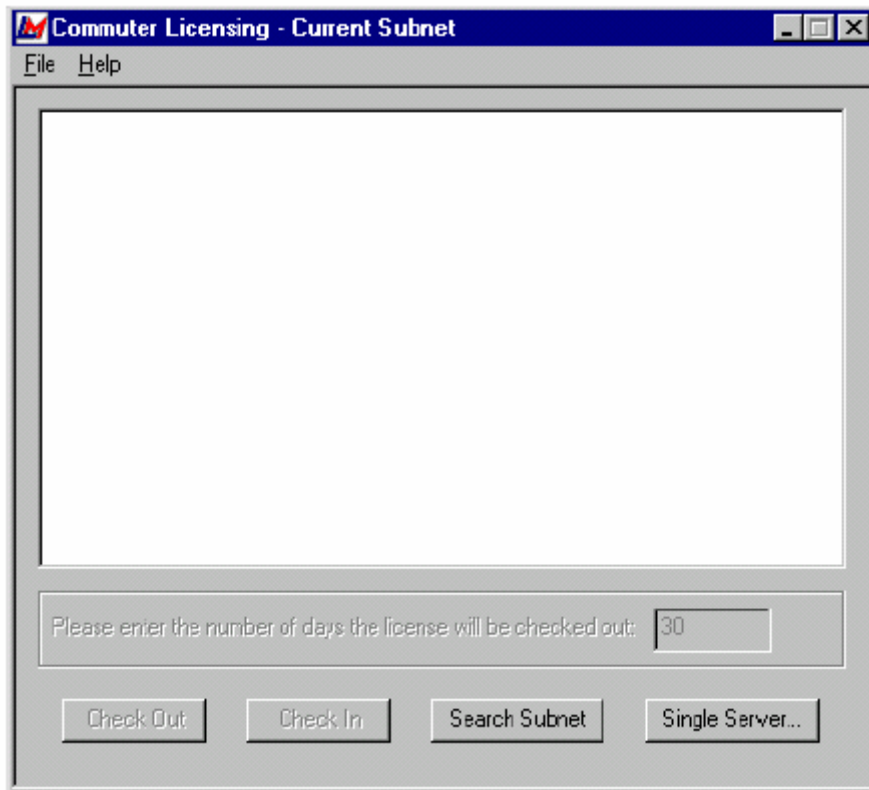 Commuter Licensing - Current Subnet
File Help
Please enter the number of days the license will be checked out: 30
Check Out Check In Search Subnet Single Server...